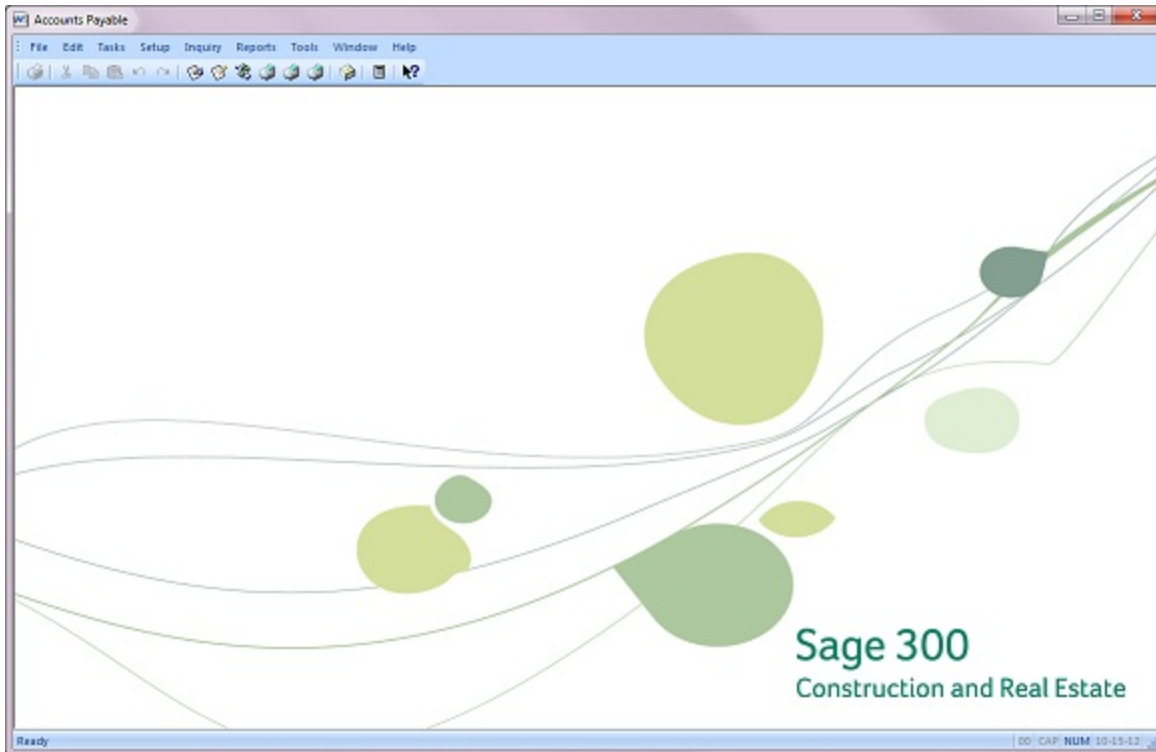 Accounts Payable
File Edit Tasks Setup Inquiry Reports Tools Window Help
Sage 300
Construction and Real Estate
Ready 00 CAP NUM 10-15-12